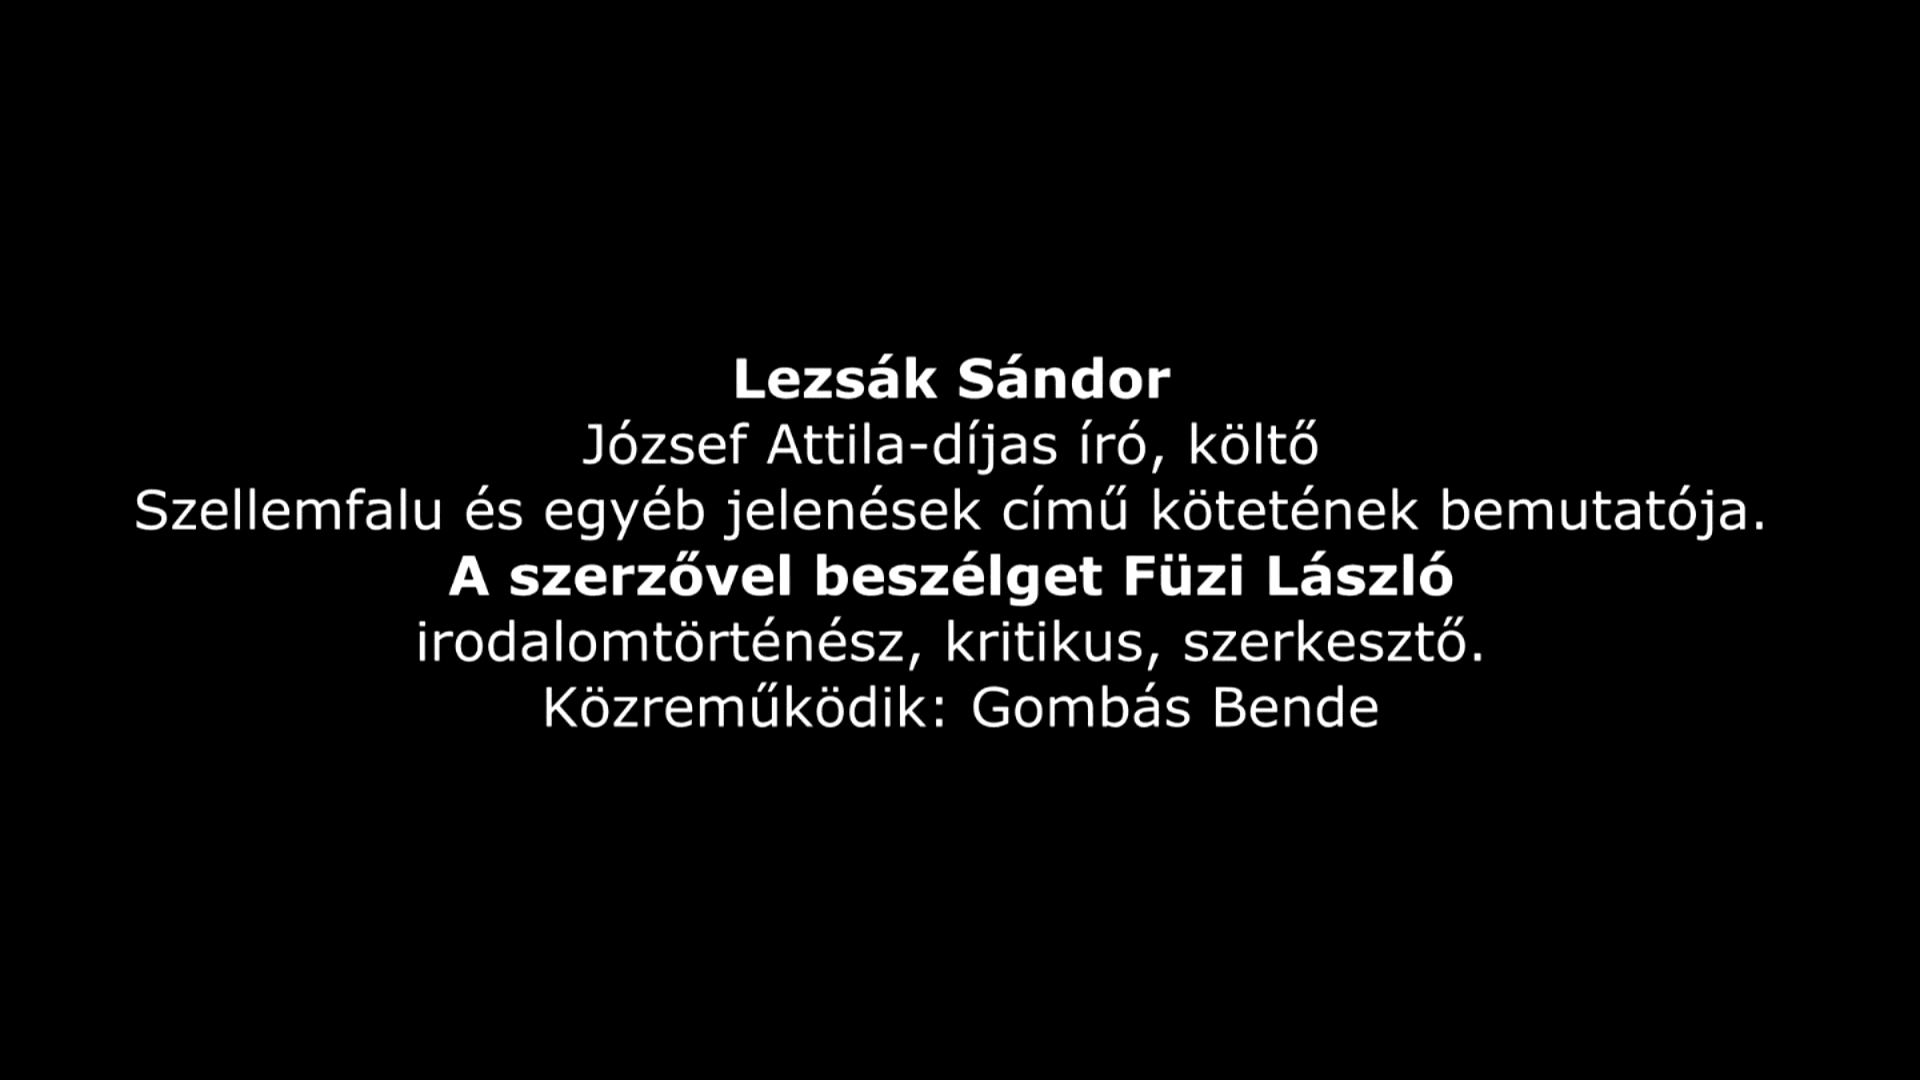 Lezsák Sándor
József Attila-díjas író, költő
Szellemfalu és egyéb jelenések című kötetének bemutatója.
A szerzővel beszélget Füzi László
irodalomtörténész, kritikus, szerkesztő.
Közreműködik: Gombás Bende